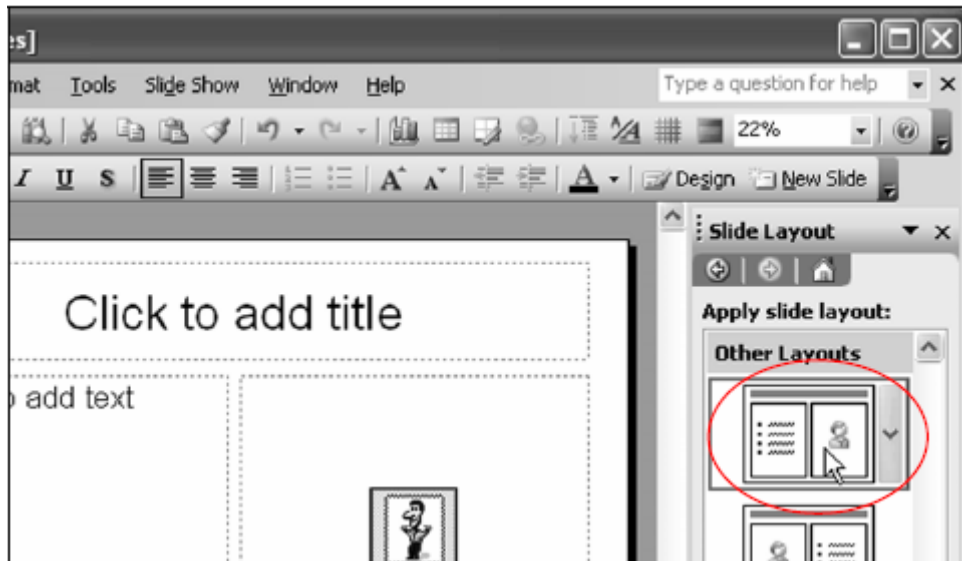 es]
mat Tools Slide Show Window Help Type a question for help
22%
I U S A A A Design New Slide
Slide Layout
Click to add title
Apply slide layout:
Other Layouts
o add text